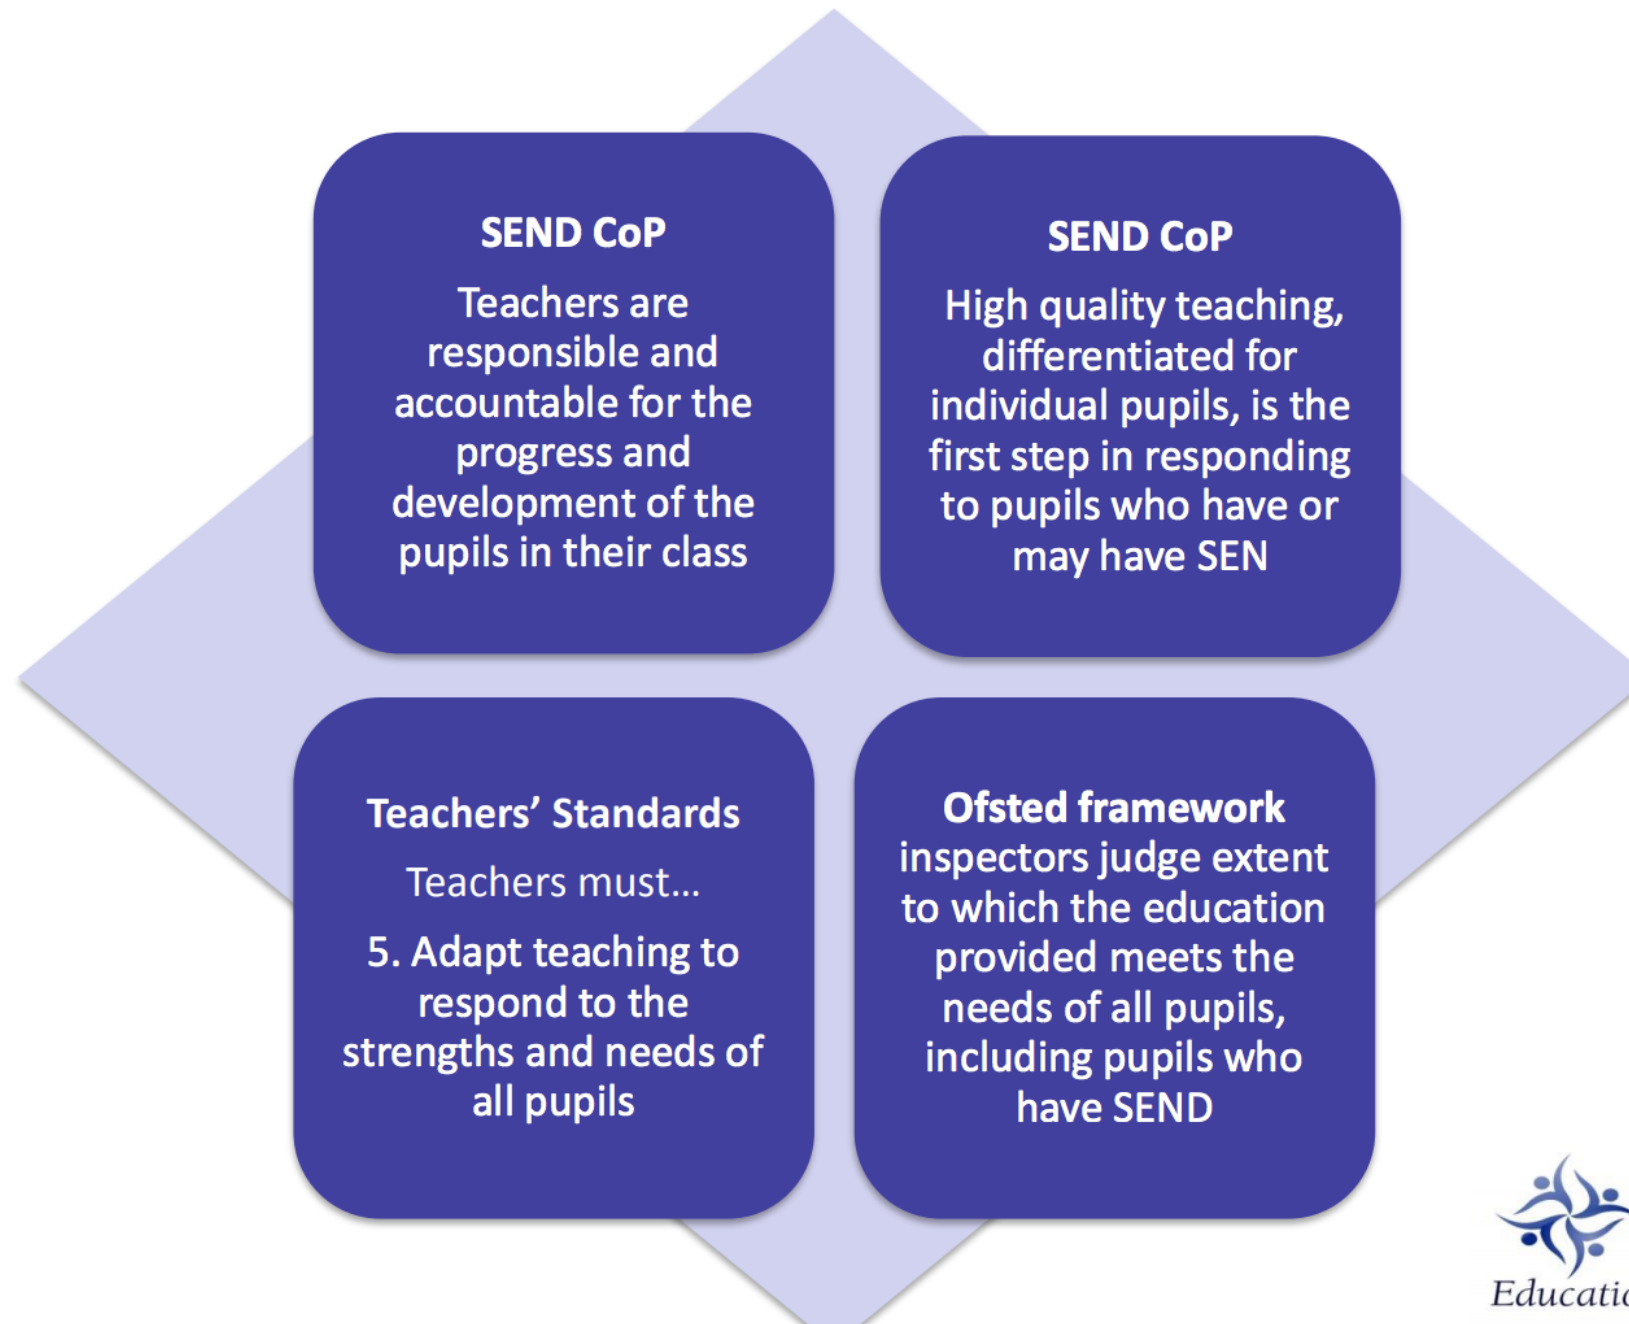 SEND CoP
Teachers are
responsible and
accountable for the
progress and
development of the
pupils in their class
SEND CoP
High quality teaching,
differentiated for
individual pupils, is the
first step in responding
to pupils who have or
may have SEN
Teachers’ Standards
Teachers must...
5. Adapt teaching to
respond to the
strengths and needs of
all pupils
Ofsted framework
inspectors judge extent
to which the education
provided meets the
needs of all pupils,
including pupils who
have SEND